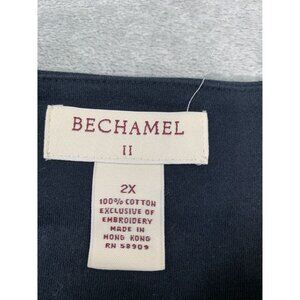 BECHAMEL
II
2X
100% COTTON
EXCLUSIVE OF
EMBROIDERY
MADE IN
HONG KONG
RN 58909